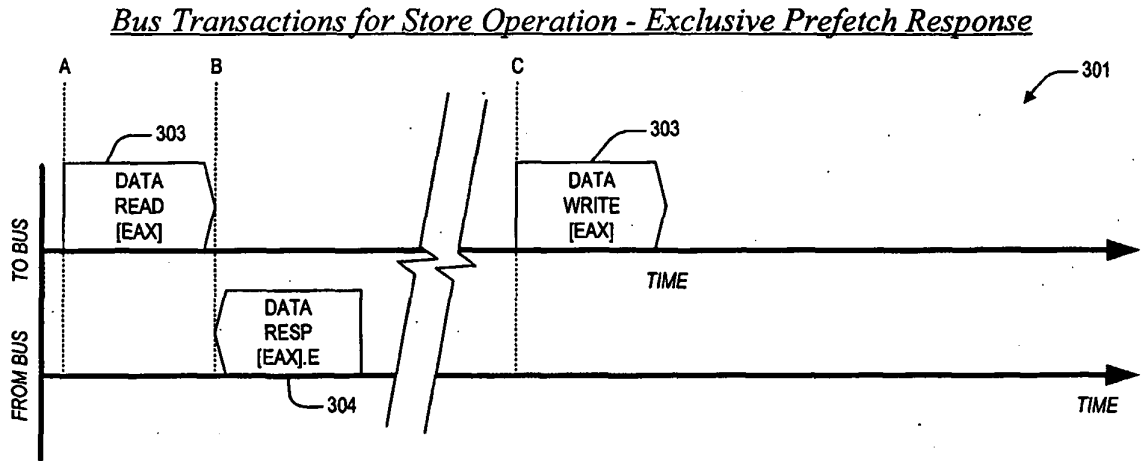 Bus Transactions for Store Operation - Exclusive Prefetch Response
A
B
C
301
303
303
DATA
READ
[EAX]
DATA
WRITE
[EAX]
TO BUS
TIME
DATA
RESP
[EAX].E
FROM BUS
304
TIME